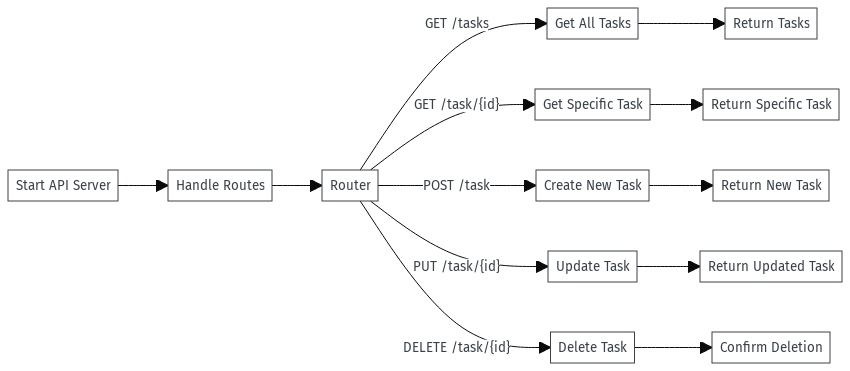 GET /tasks
Get All Tasks
Return Tasks
GET /task/{id}
Get Specific Task
Return Specific Task
Start API Server
Handle Routes
Router
POST /task
Create New Task
Return New Task
PUT /task/{id}
Update Task
Return Updated Task
DELETE /task/{id}
Delete Task
Confirm Deletion